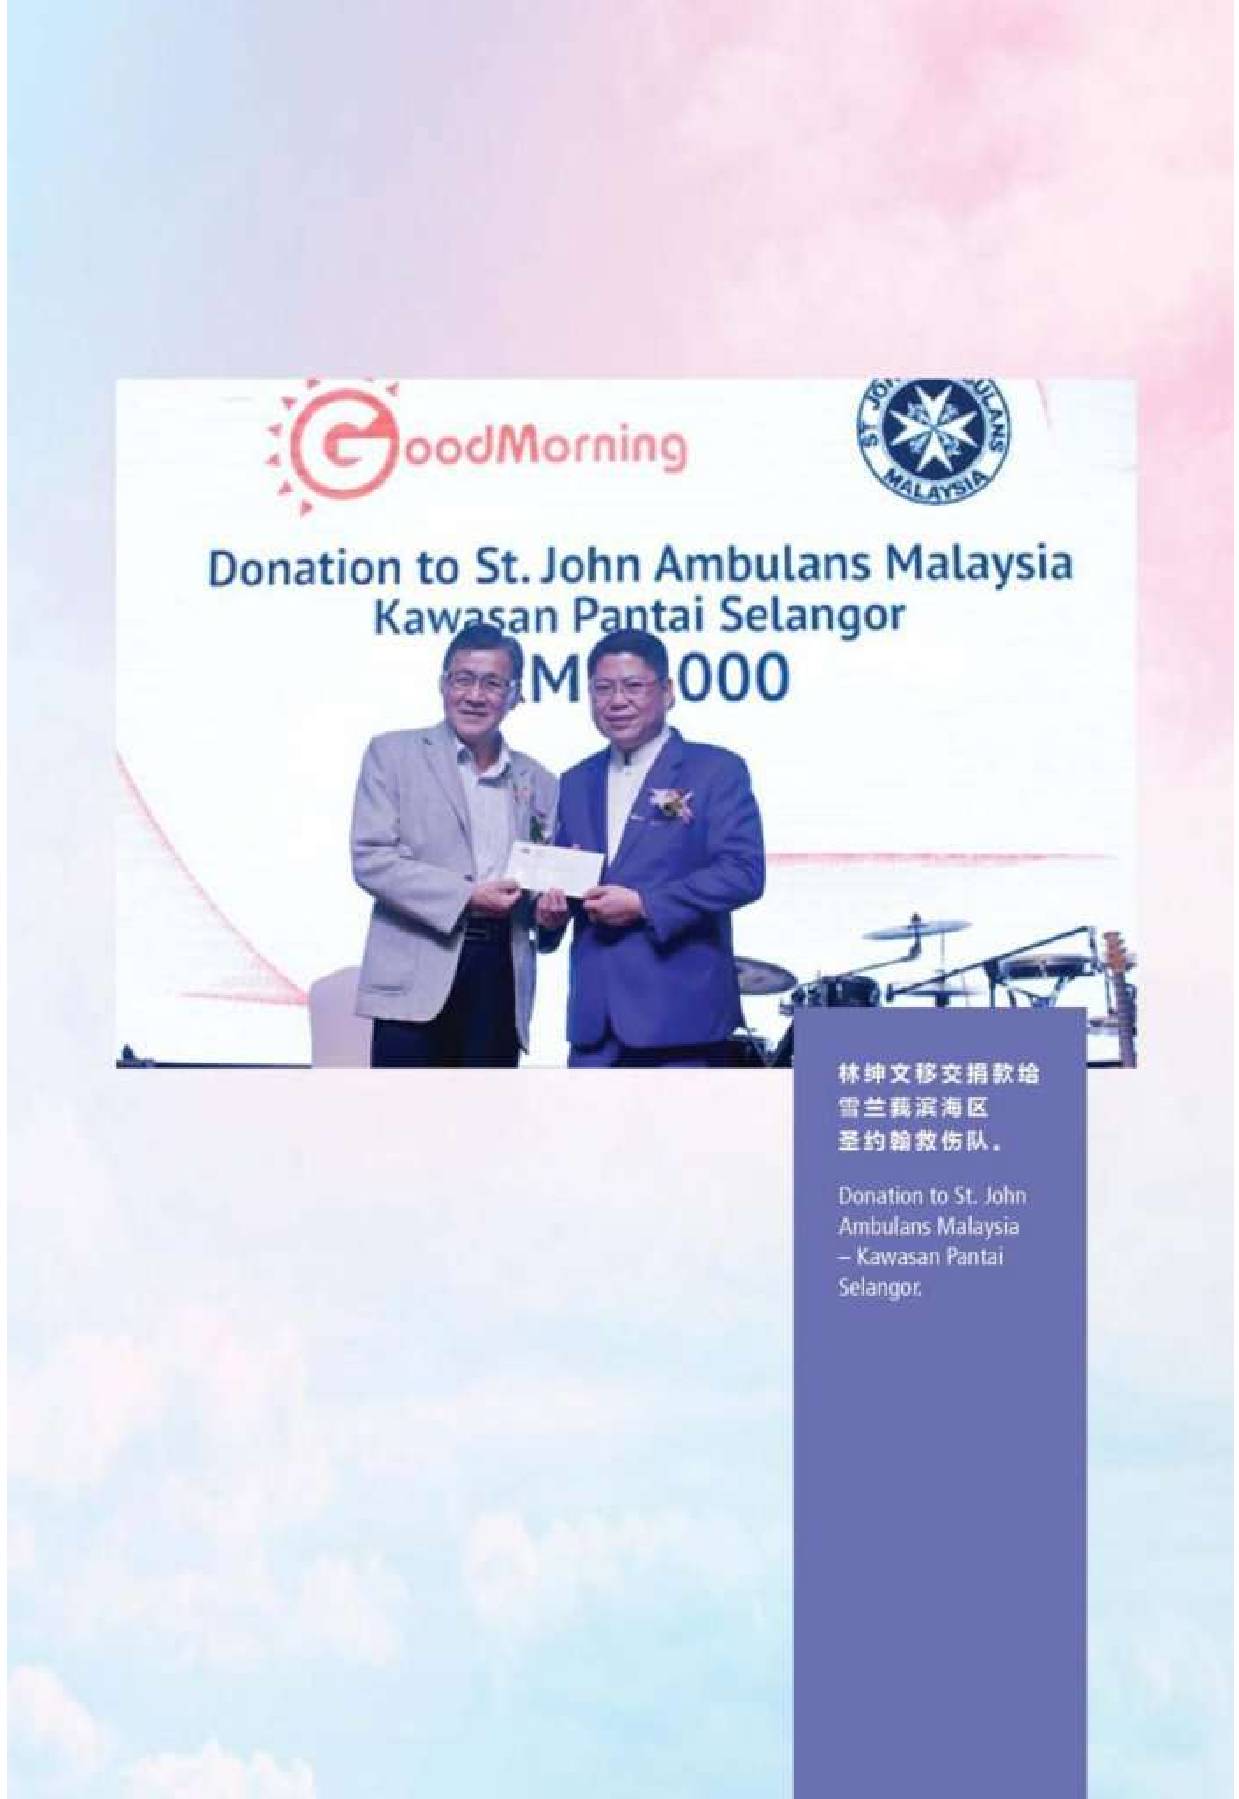 GoodMorning
ST JOHN AMBULANS
MALAYSIA
Donation to St. John Ambulans Malaysia
Kawasan Pantai Selangor
000
林绅文移交捐款给
雪兰莪滨海区
圣约翰救伤队。
Donation to St. John
Ambulans Malaysia
– Kawasan Pantai
Selangor.